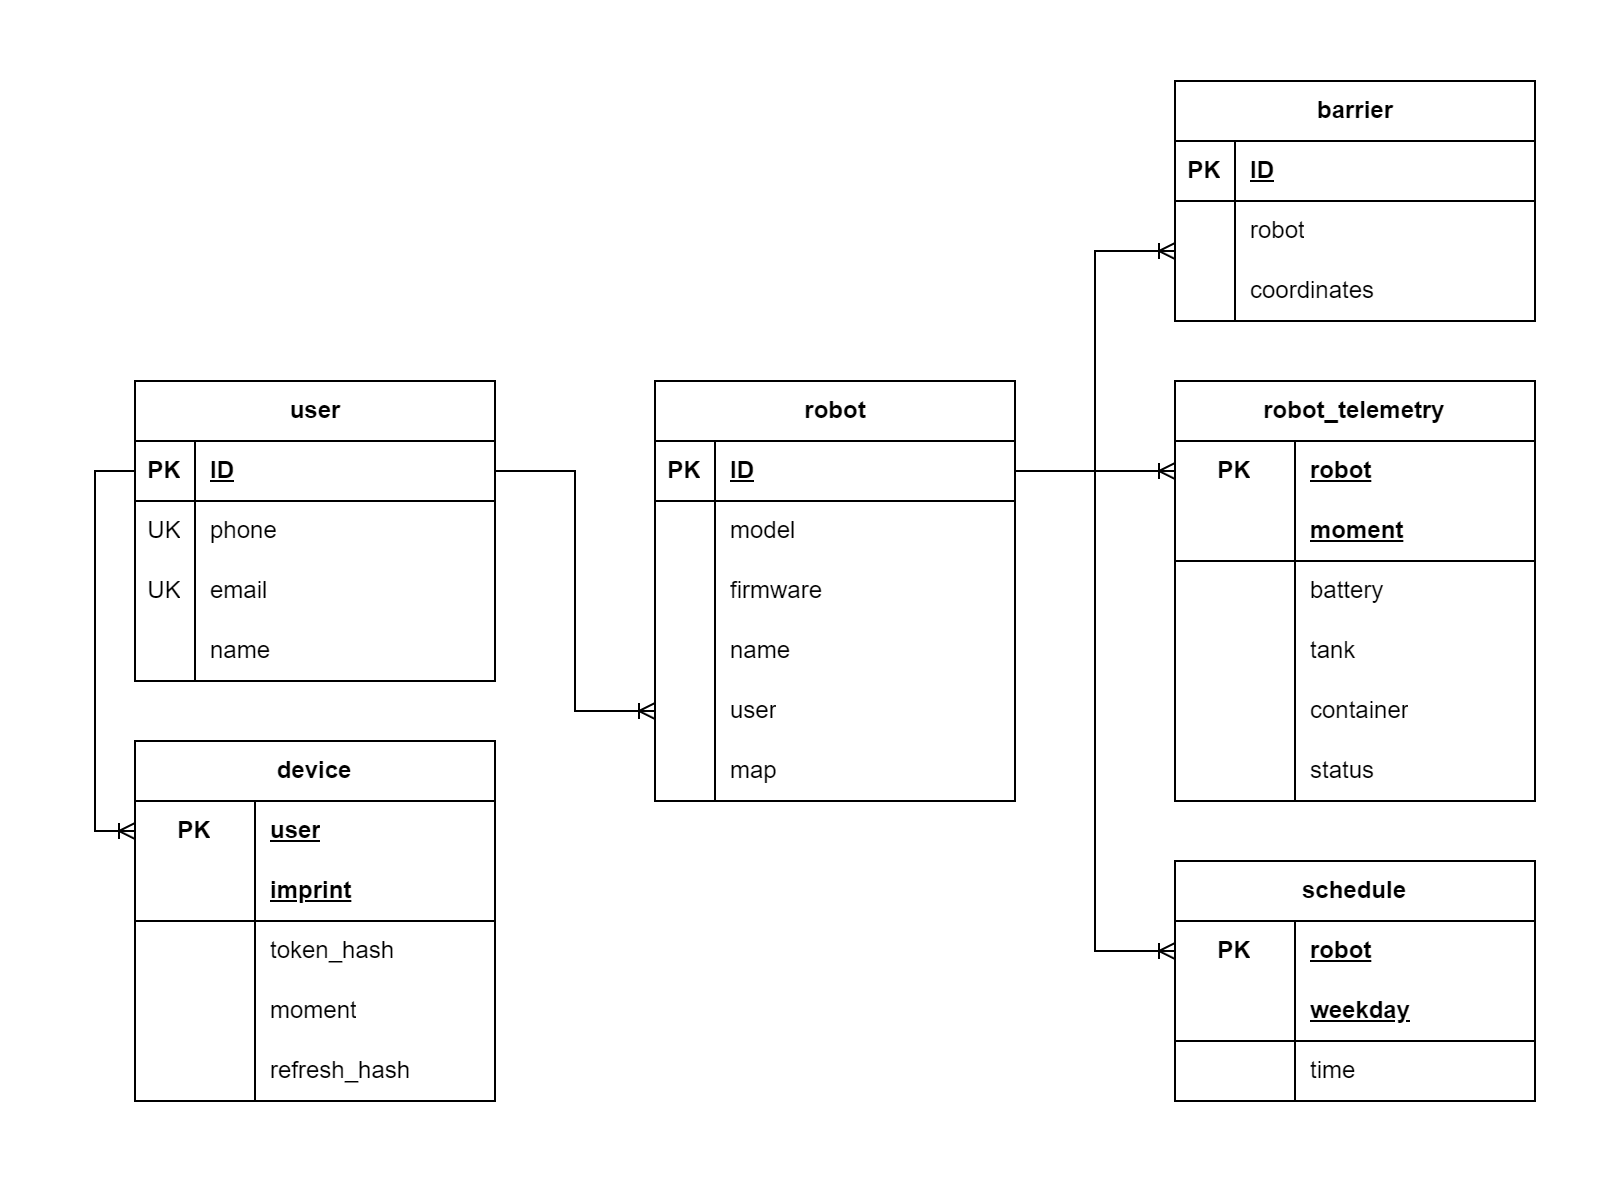 barrier
PK ID
robot
coordinates
user
PK ID
UK phone
UK email
name
robot
PK ID
model
firmware
name
user
map
robot_telemetry
PK robot
moment
battery
tank
container
status
device
PK user
imprint
token_hash
moment
refresh_hash
schedule
PK robot
weekday
time